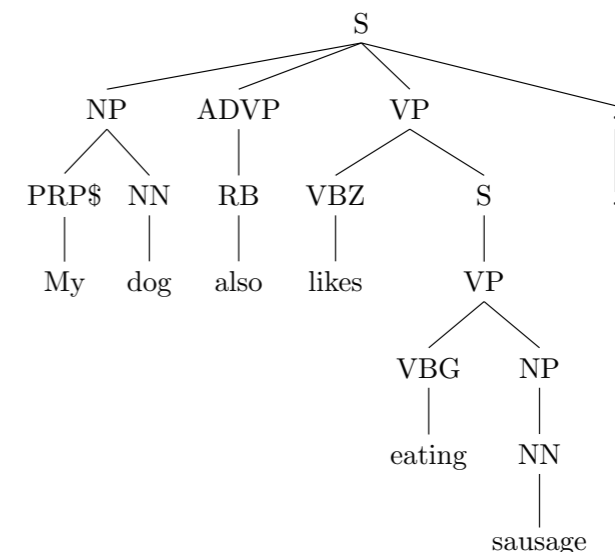 S
NP ADVP VP .
PRP$ NN RB VBZ S .
My dog also likes VP
VBG NP
eating NN
sausage